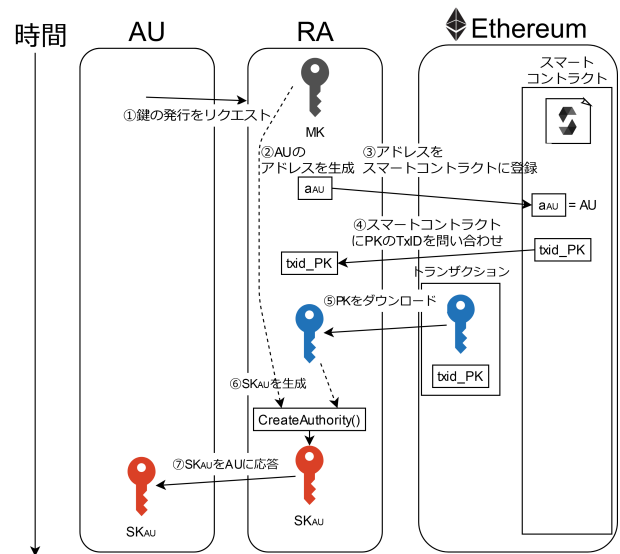 時間
AU
RA
Ethereum
スマート
コントラクト
①鍵の発行をリクエスト
MK
②AUの
アドレスを生成
③アドレスを
スマートコントラクトに登録
aAU
aAU = AU
④スマートコントラクト
にPKのTxIDを問い合わせ
txid_PK
txid_PK
トランザクション
⑤PKをダウンロード
txid_PK
⑥SKAUを生成
CreateAuthority()
⑦SKAUをAUに応答
SKAU
SKAU